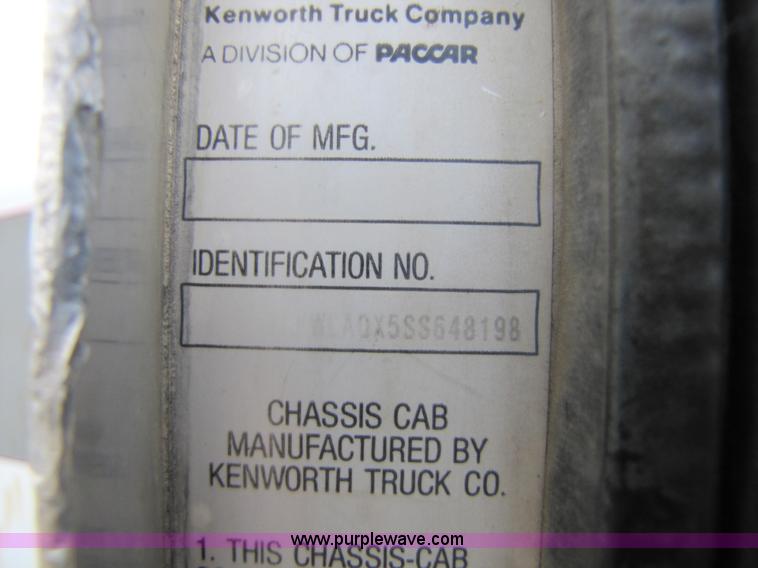 Kenworth Truck Company
A DIVISION OF PACCAR
DATE OF MFG.
IDENTIFICATION NO.
CHASSIS CAB
MANUFACTURED BY
KENWORTH TRUCK CO.
www.purplewave.com
1. THIS CHASSIS-CAB